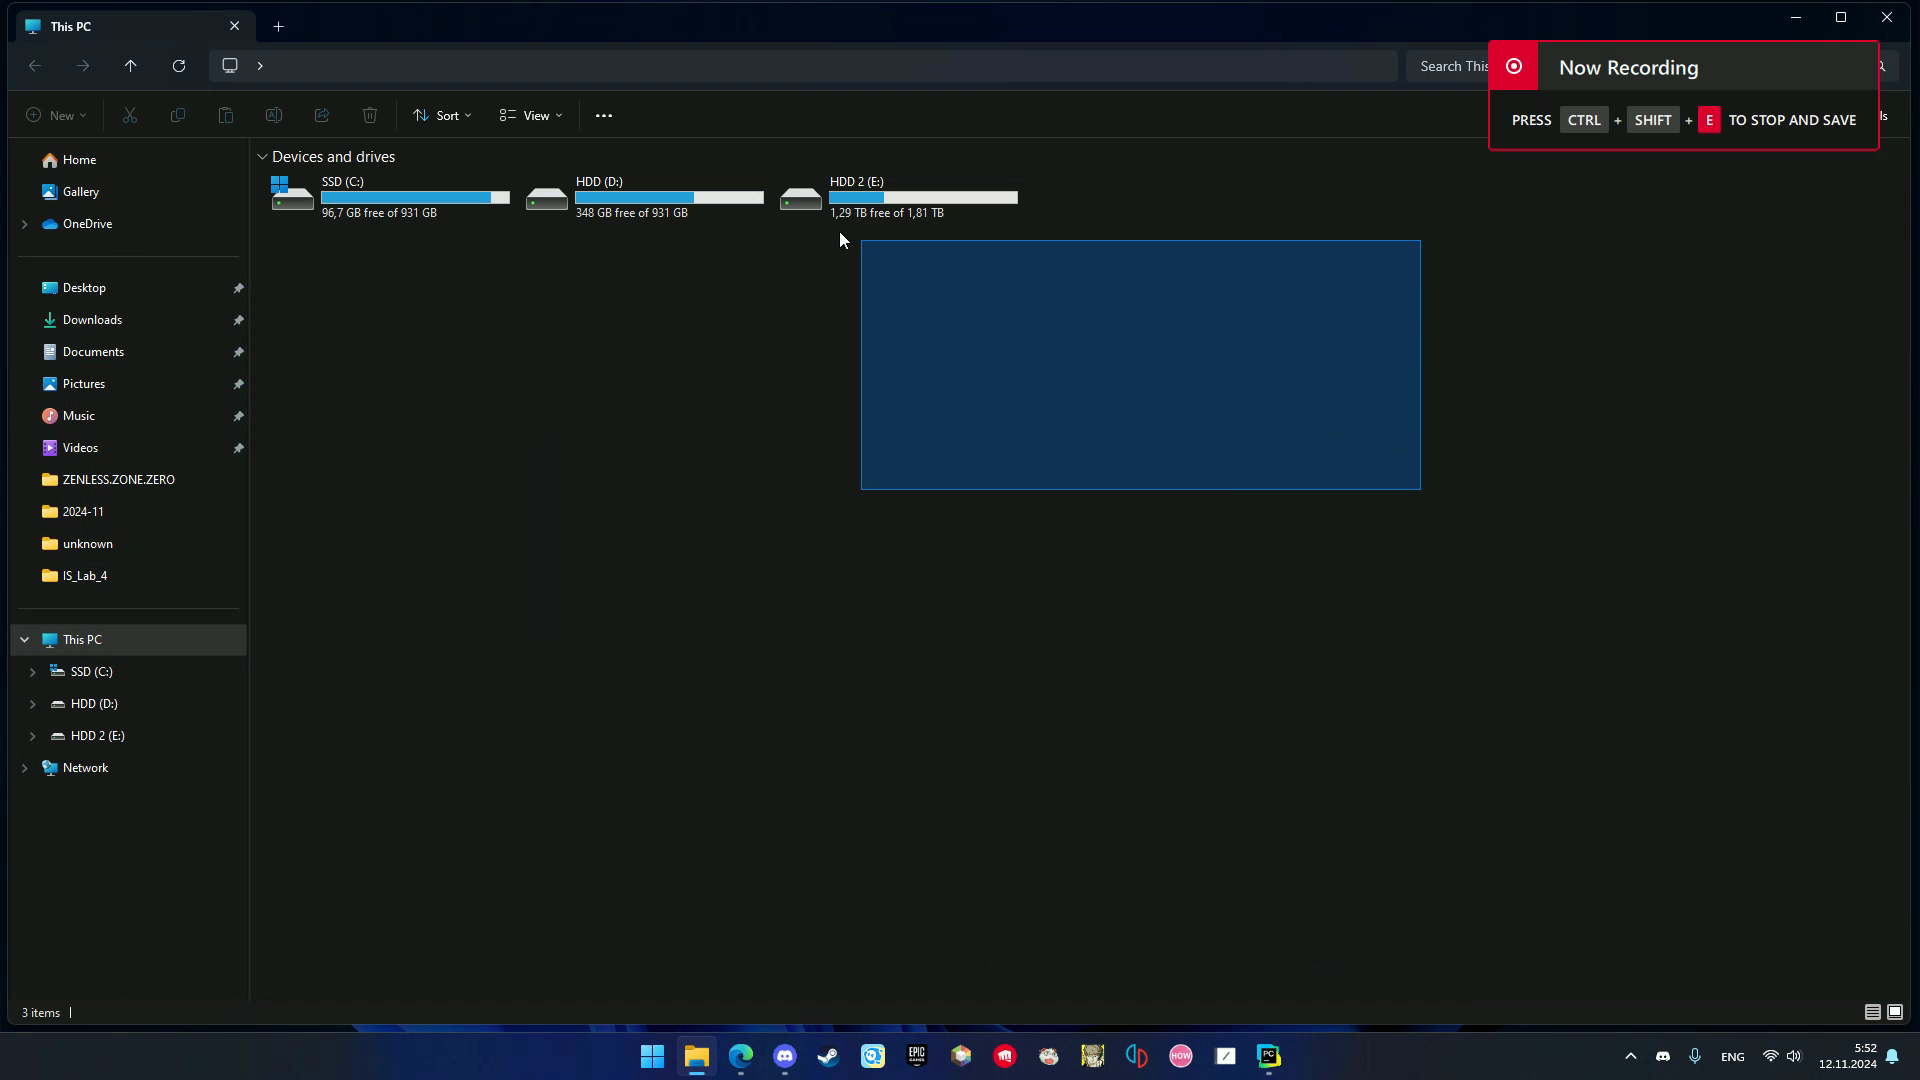 This PC
Search This
Now Recording
PRESS CTRL + SHIFT + E TO STOP AND SAVE
New
Sort
View
ls
Home
Gallery
OneDrive
Desktop
Downloads
Documents
Pictures
Music
Videos
ZENLESS.ZONE.ZERO
2024-11
unknown
IS_Lab_4
This PC
SSD (C:)
HDD (D:)
HDD 2 (E:)
Network
Devices and drives
SSD (C:)
96,7 GB free of 931 GB
HDD (D:)
348 GB free of 931 GB
HDD 2 (E:)
1,29 TB free of 1,81 TB
3 items
EPIC
GAMES
HOW
PC
ENG
5:52
12.11.2024